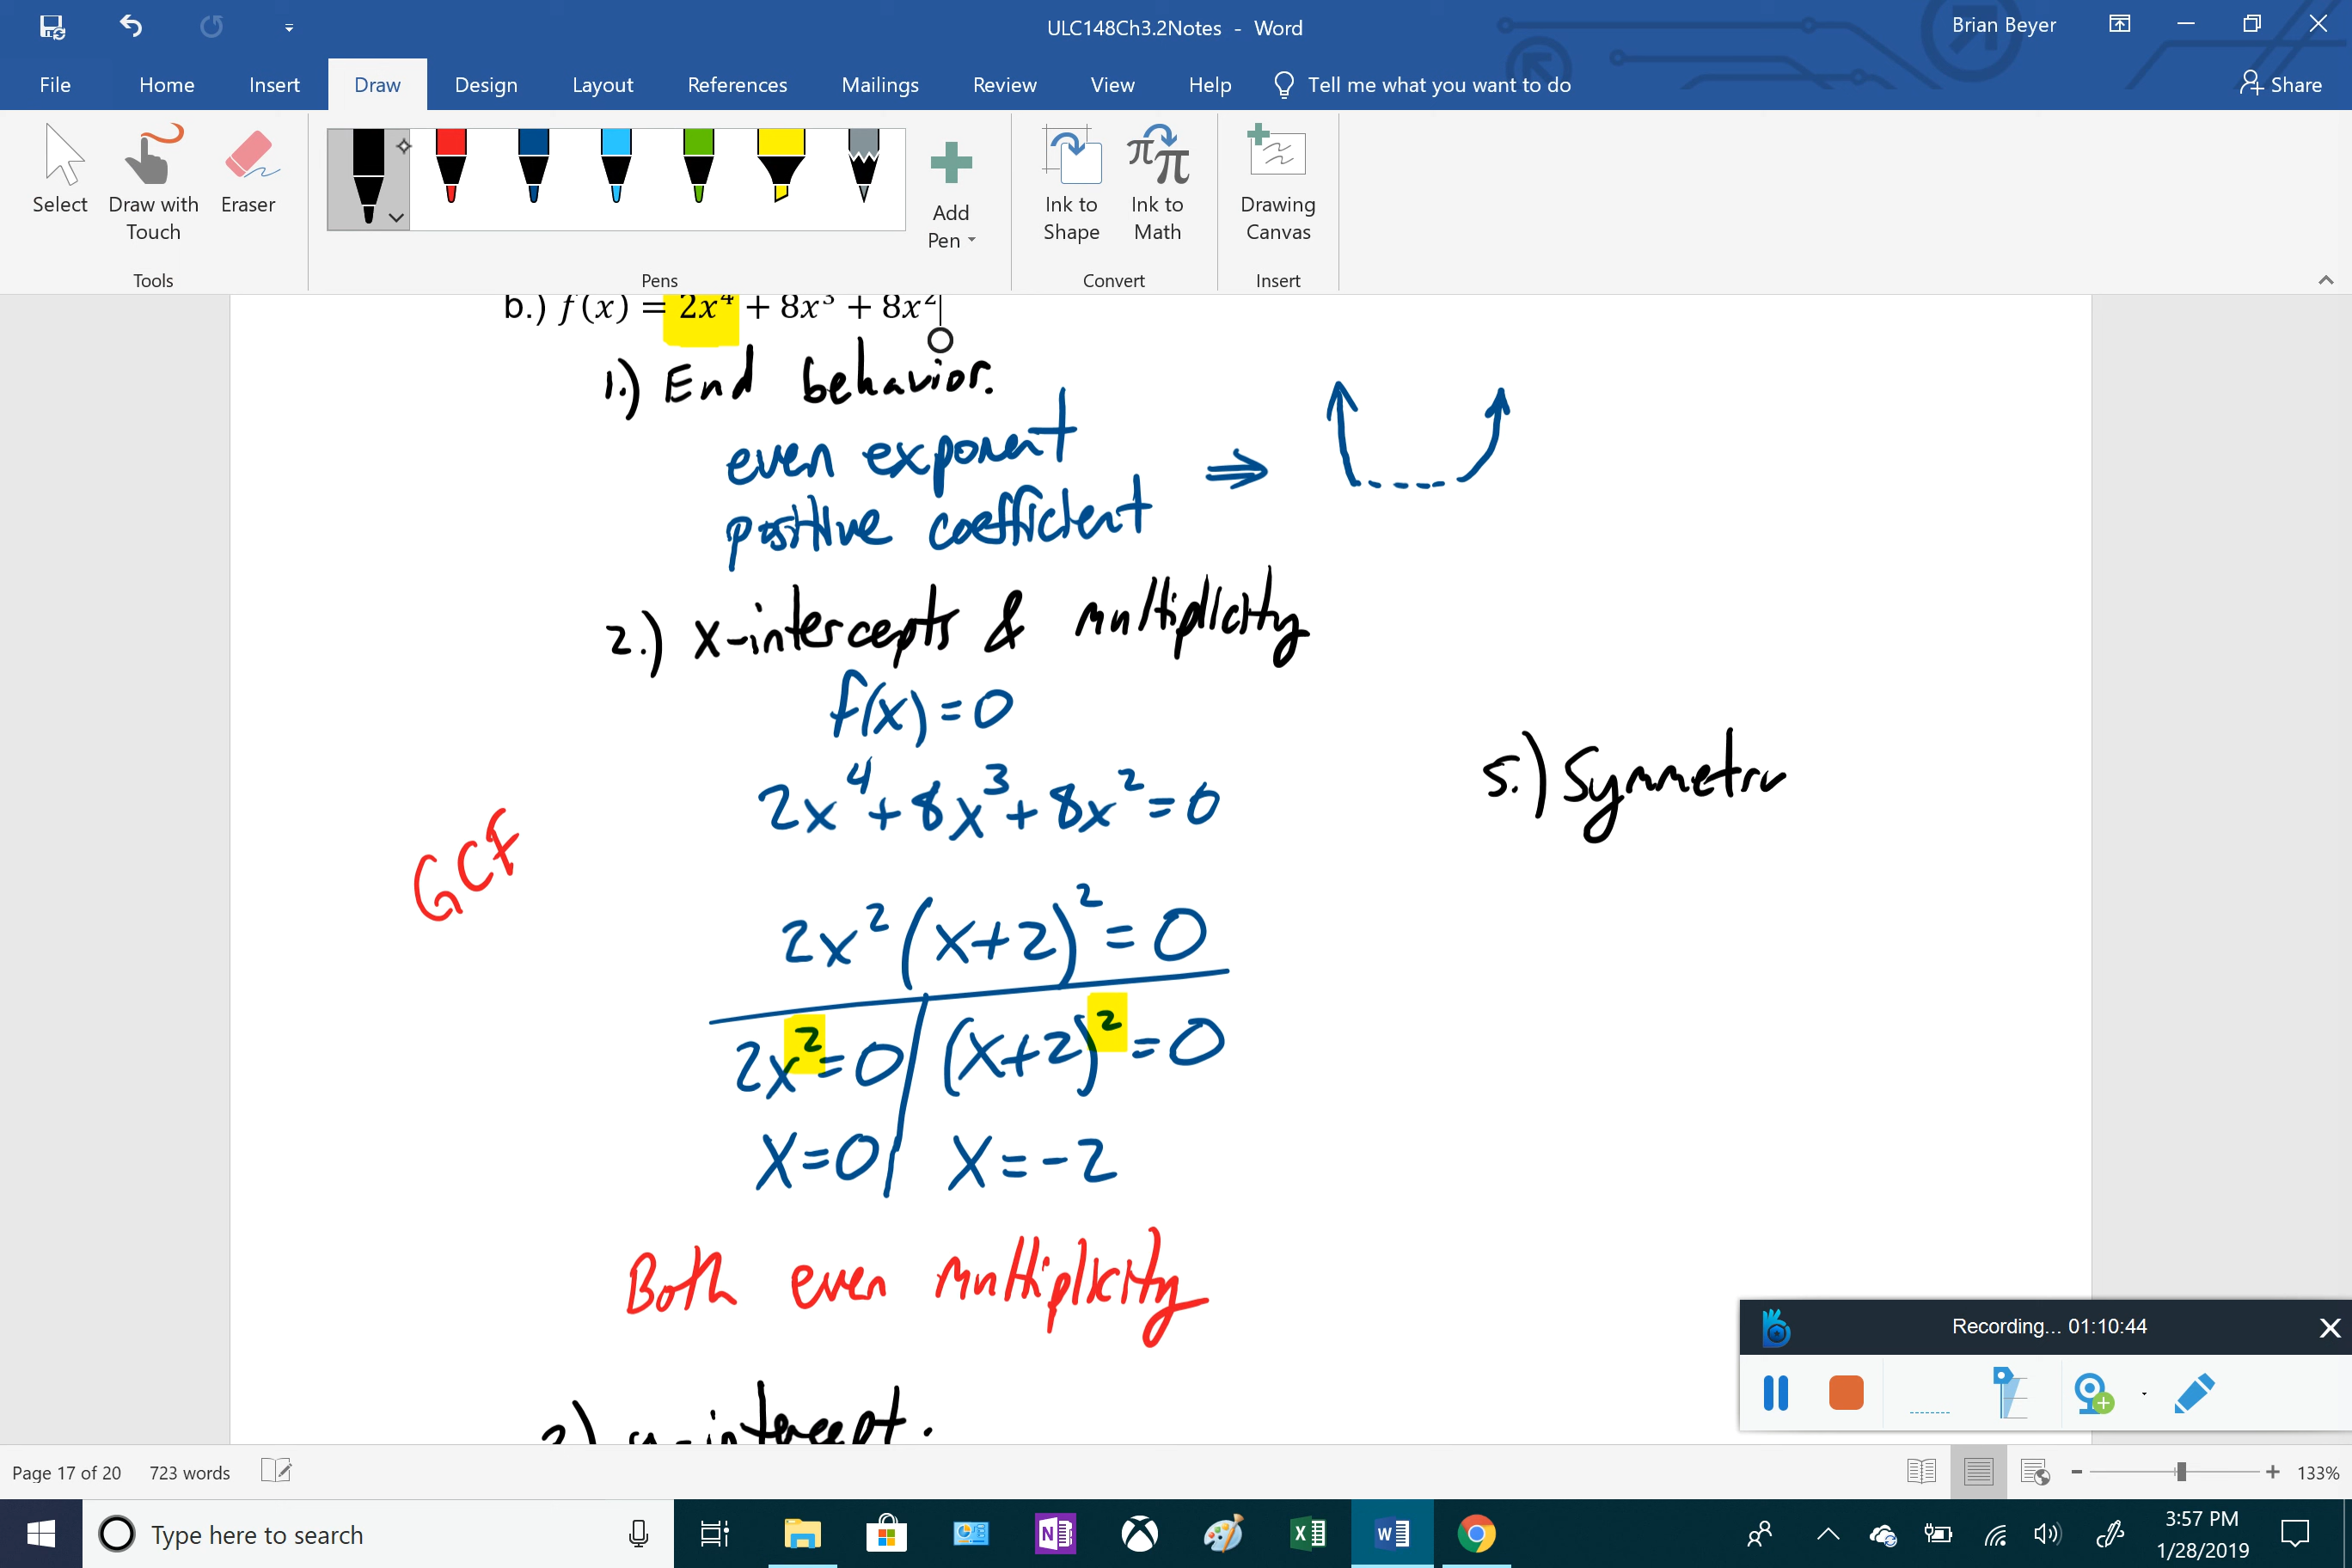 ULC148Ch3.2Notes - Word
Brian Beyer
File Home Insert Draw Design Layout References Mailings Review View Help Tell me what you want to do Share
Select Draw with Touch Eraser
Add Pen
Ink to Shape Ink to Math
Drawing Canvas
Tools Pens Convert Insert
b.) f(x) = 2x⁴ + 8x³ + 8x²
1.) End behavior.
even exponent
positive coefficient ⇒
2.) x-intercepts & multiplicity
f(x)=0
2x⁴+8x³+8x²=0
5.) Symmetr
GCF
2x²(x+2)²=0
2x²=0 (x+2)²=0
x=0 x=-2
Both even multiplicity
y-intercept.
Recording... 01:10:44
Page 17 of 20 723 words
133%
Type here to search
3:57 PM
1/28/2019